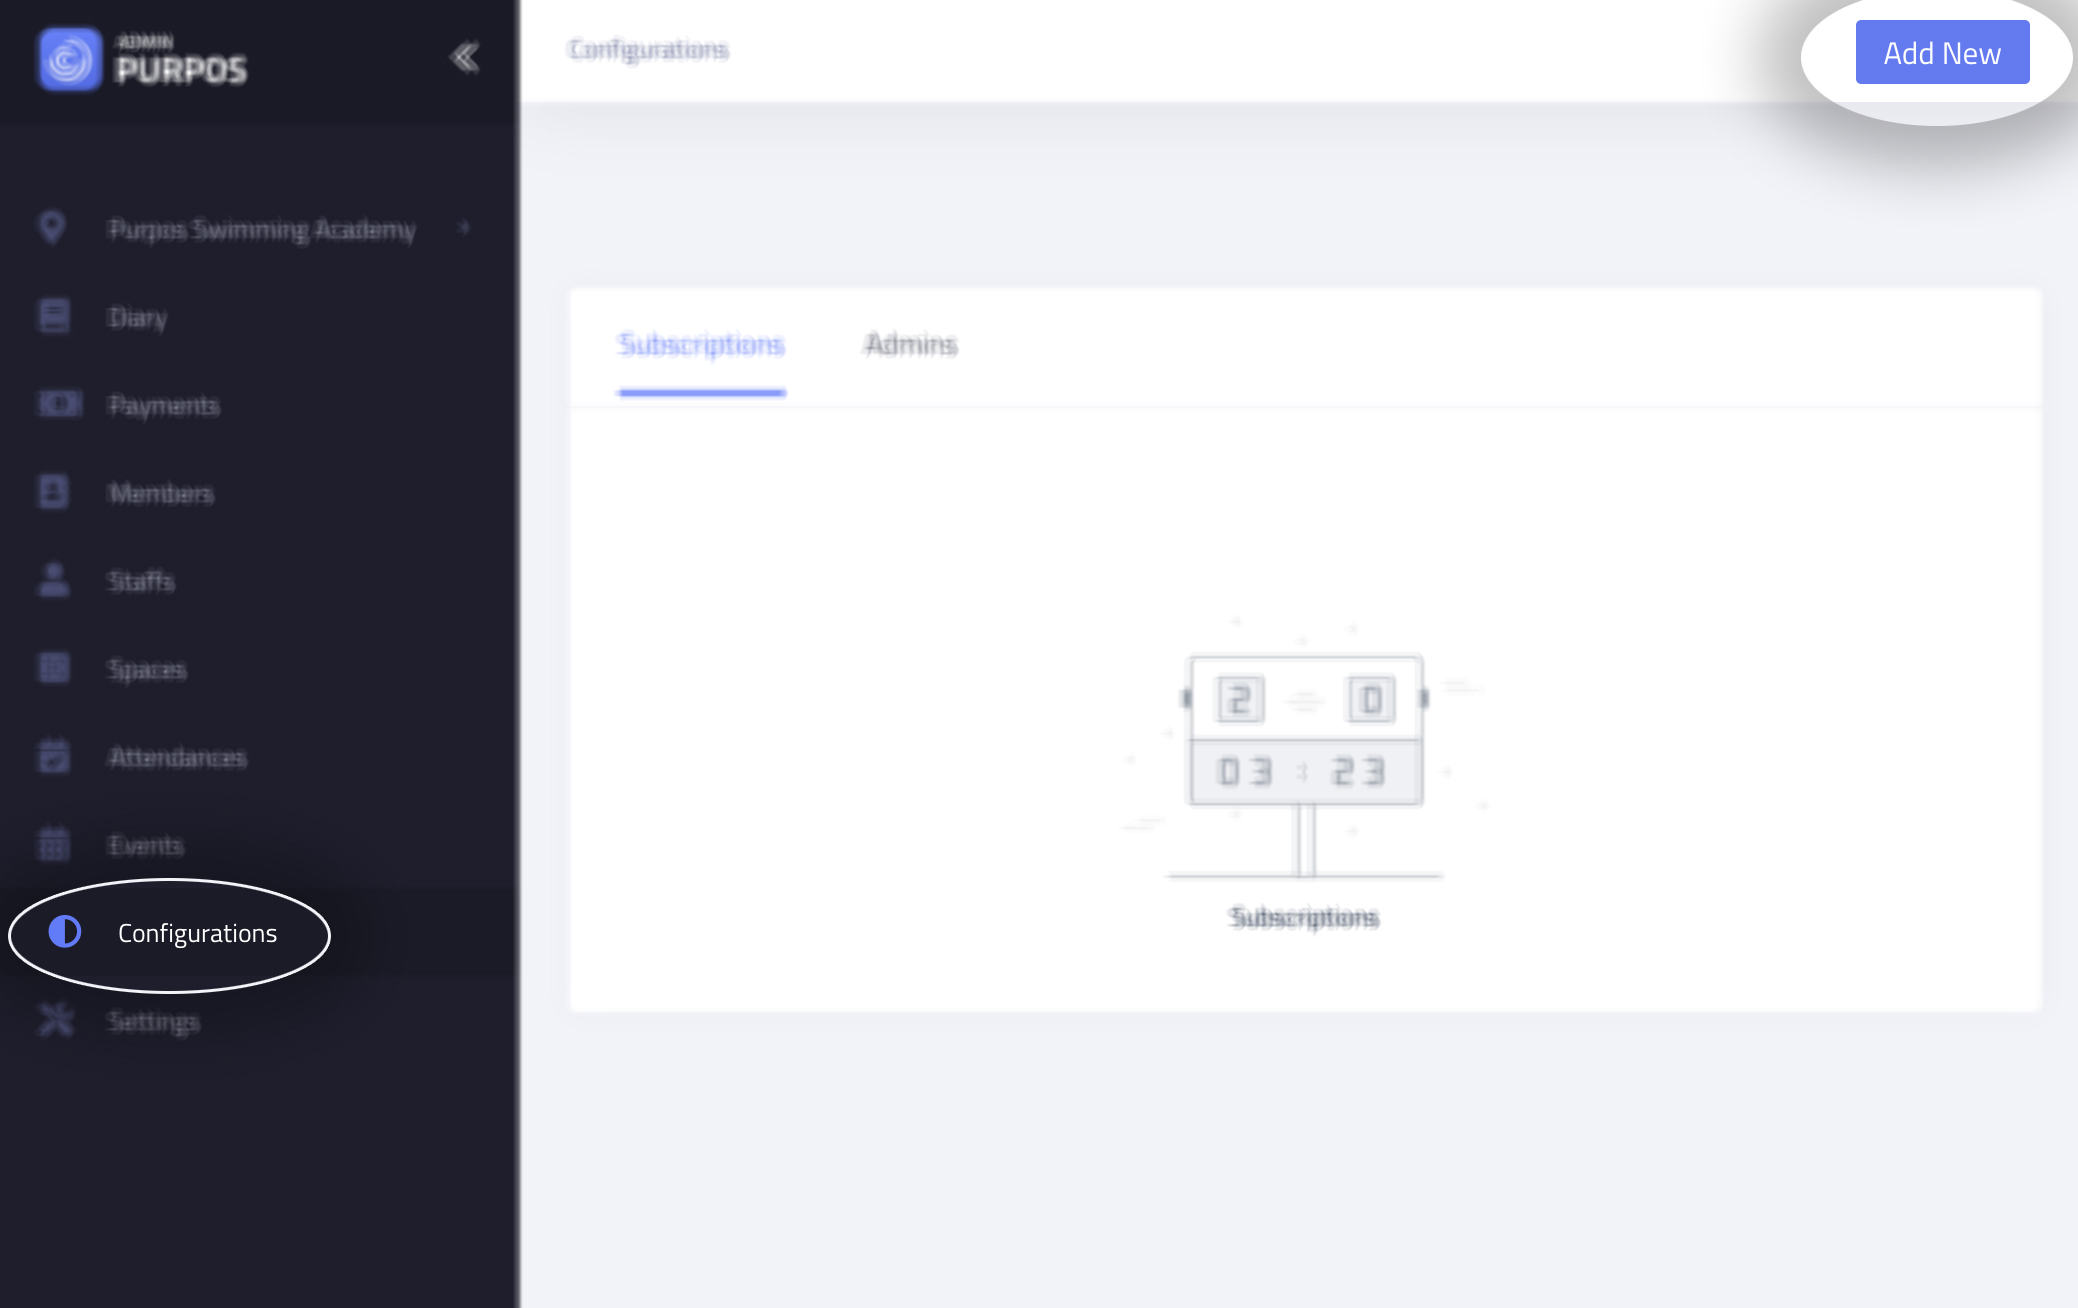 ADMIN
PURPOS
Configurations
Add New
Purpos Swimming Academy
Diary
Payments
Members
Staffs
Spaces
Attendances
Events
Configurations
Settings
Subscriptions Admins
2 0
03 : 23
Subscriptions